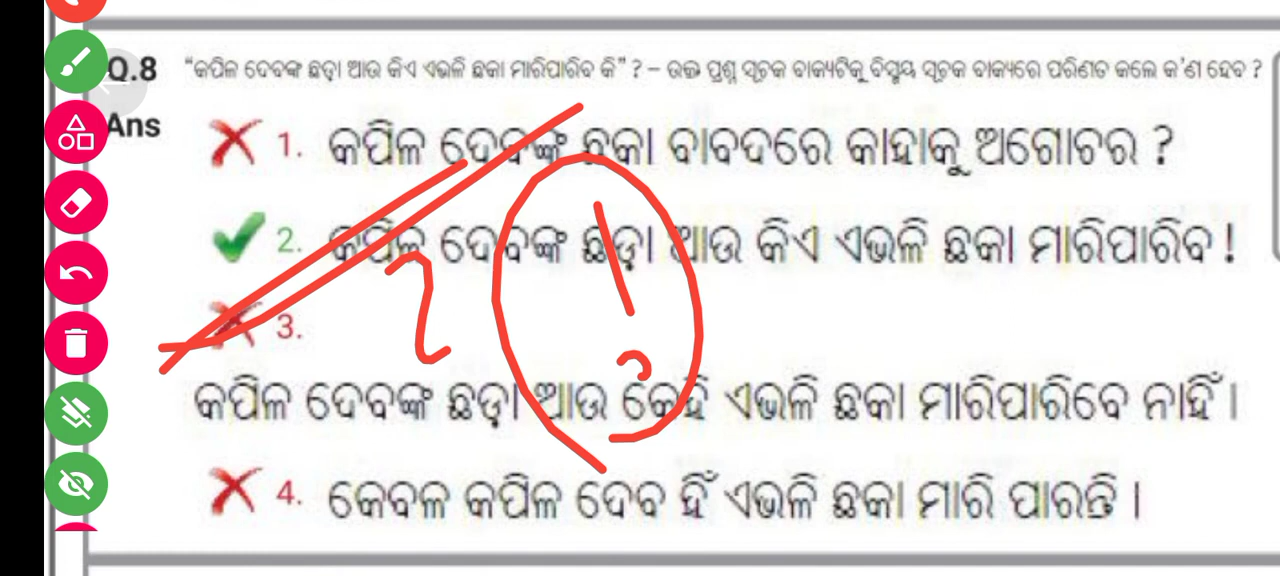 Q.8 "କପିଳ ଦେବଙ୍କ ଛଡ଼ା ଆଉ କିଏ ଏଭଳି ଛକା ମାରିପାରିବ କି" ? – ଉକ୍ତ ପ୍ରଶ୍ନ ସୂଚକ ବାକ୍ୟଟିକୁ ବିସ୍ମୟ ସୂଚକ ବାକ୍ୟରେ ପରିଣତ କଲେ କ'ଣ ହେବ ?
Ans 1. କପିଳ ଦେବଙ୍କ ଛକା ବାବଦରେ କାହାକୁ ଅଗୋଚର ?
2. କପିଳ ଦେବଙ୍କ ଛଡ଼ା ଆଉ କିଏ ଏଭଳି ଛକା ମାରିପାରିବ !
3.
କପିଳ ଦେବଙ୍କ ଛଡ଼ା ଆଉ କେହି ଏଭଳି ଛକା ମାରିପାରିବେ ନାହିଁ ।
4. କେବଳ କପିଳ ଦେବ ହିଁ ଏଭଳି ଛକା ମାରି ପାରନ୍ତି ।